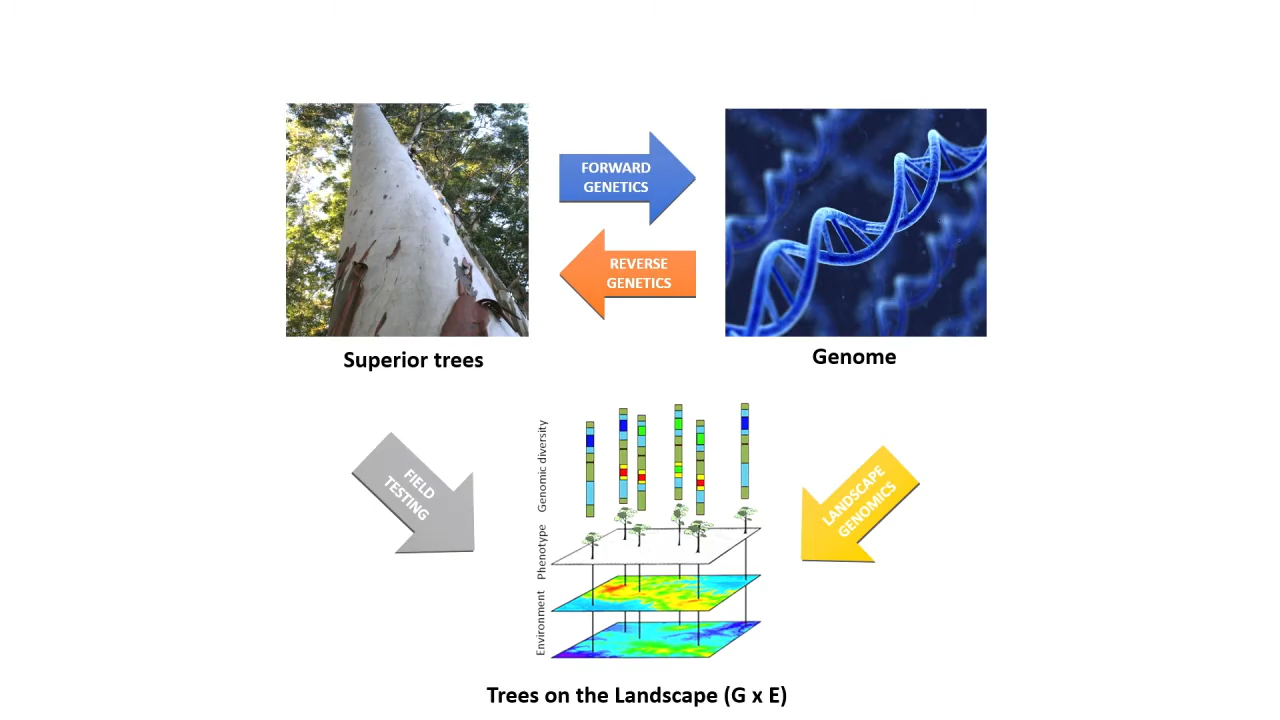 FORWARD
GENETICS
REVERSE
GENETICS
Superior trees
Genome
FIELD
TESTING
LANDSCAPE
GENOMICS
Genomic diversity
Phenotype
Environment
Trees on the Landscape (G x E)